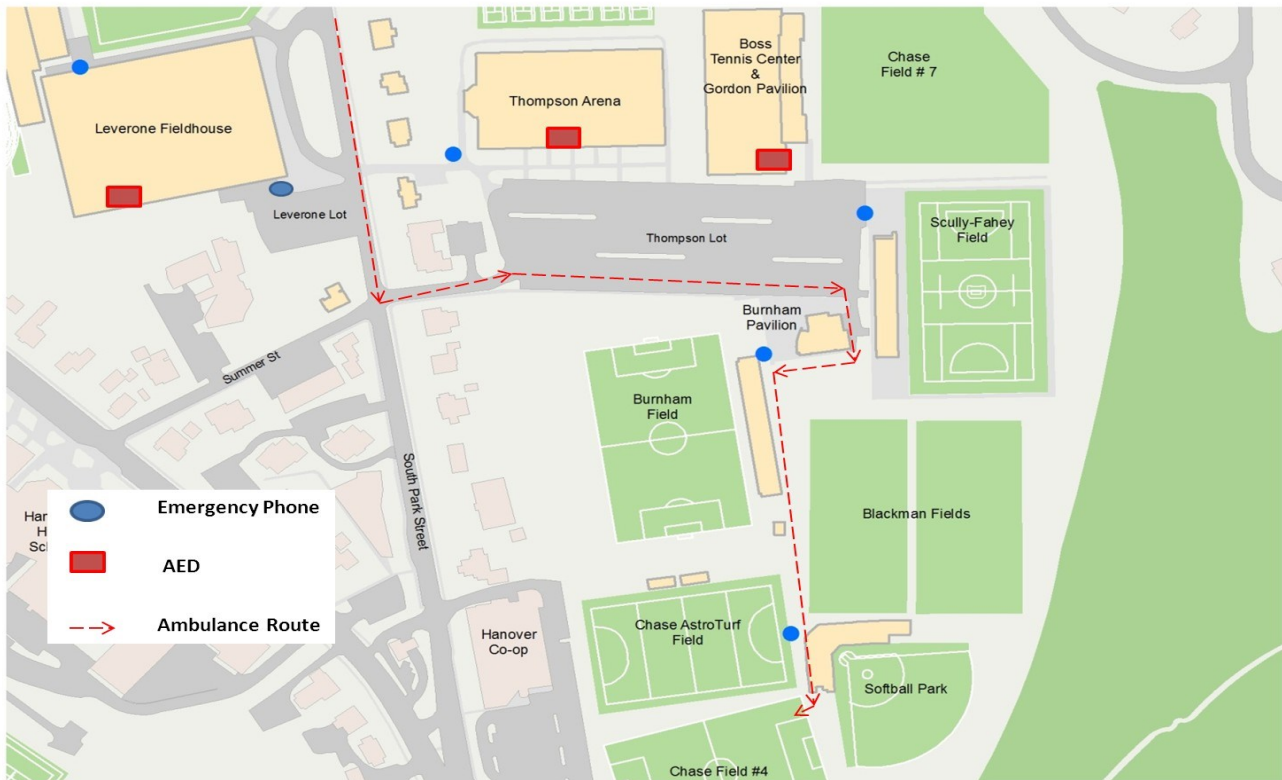 Boss
Tennis Center
&
Gordon Pavilion
Chase
Field # 7
Thompson Arena
Leverone Fieldhouse
Leverone Lot
Thompson Lot
Scully-Fahey
Field
Burnham
Pavilion
Summer St
Burnham
Field
South Park Street
Blackman Fields
Emergency Phone
AED
Ambulance Route
Hanover
Co-op
Chase AstroTurf
Field
Softball Park
Chase Field #4